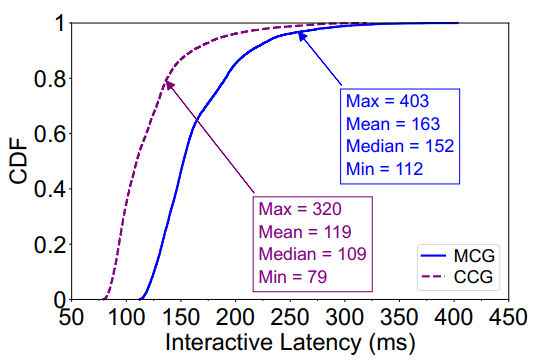 1
0.8
0.6
0.4
0.2
0
CDF
Max = 403
Mean = 163
Median = 152
Min = 112
Max = 320
Mean = 119
Median = 109
Min = 79
MCG
CCG
50 100 150 200 250 300 350 400 450
Interactive Latency (ms)